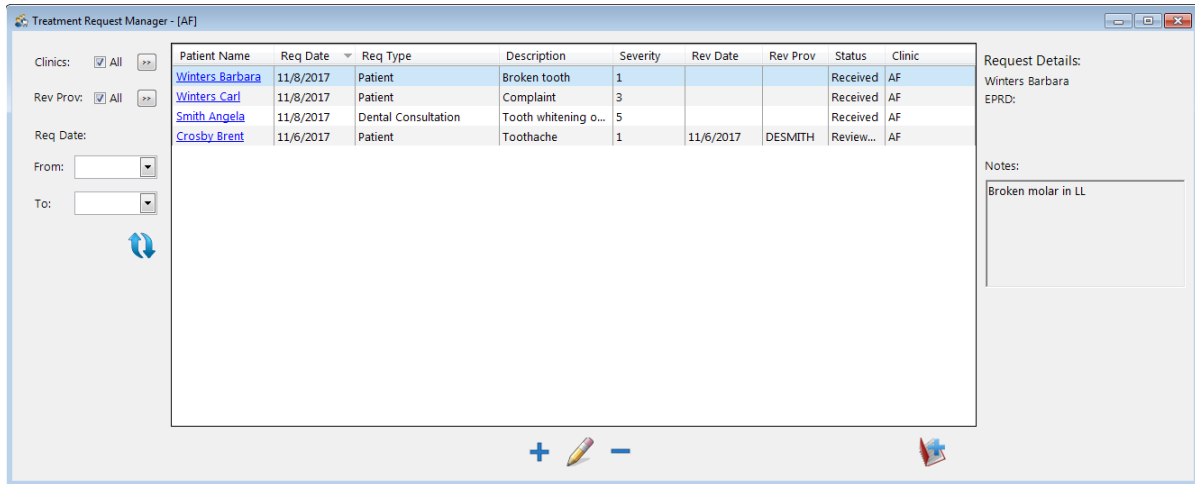 Treatment Request Manager - [AF]
Clinics: All >>
Rev Prov: All >>
Req Date:
From:
To:
Patient Name Req Date Req Type Description Severity Rev Date Rev Prov Status Clinic
Winters Barbara 11/8/2017 Patient Broken tooth 1 Received AF
Winters Carl 11/8/2017 Patient Complaint 3 Received AF
Smith Angela 11/8/2017 Dental Consultation Tooth whitening o... 5 Received AF
Crosby Brent 11/6/2017 Patient Toothache 1 11/6/2017 DESMITH Review... AF
Request Details:
Winters Barbara
EPRD:
Notes:
Broken molar in LL